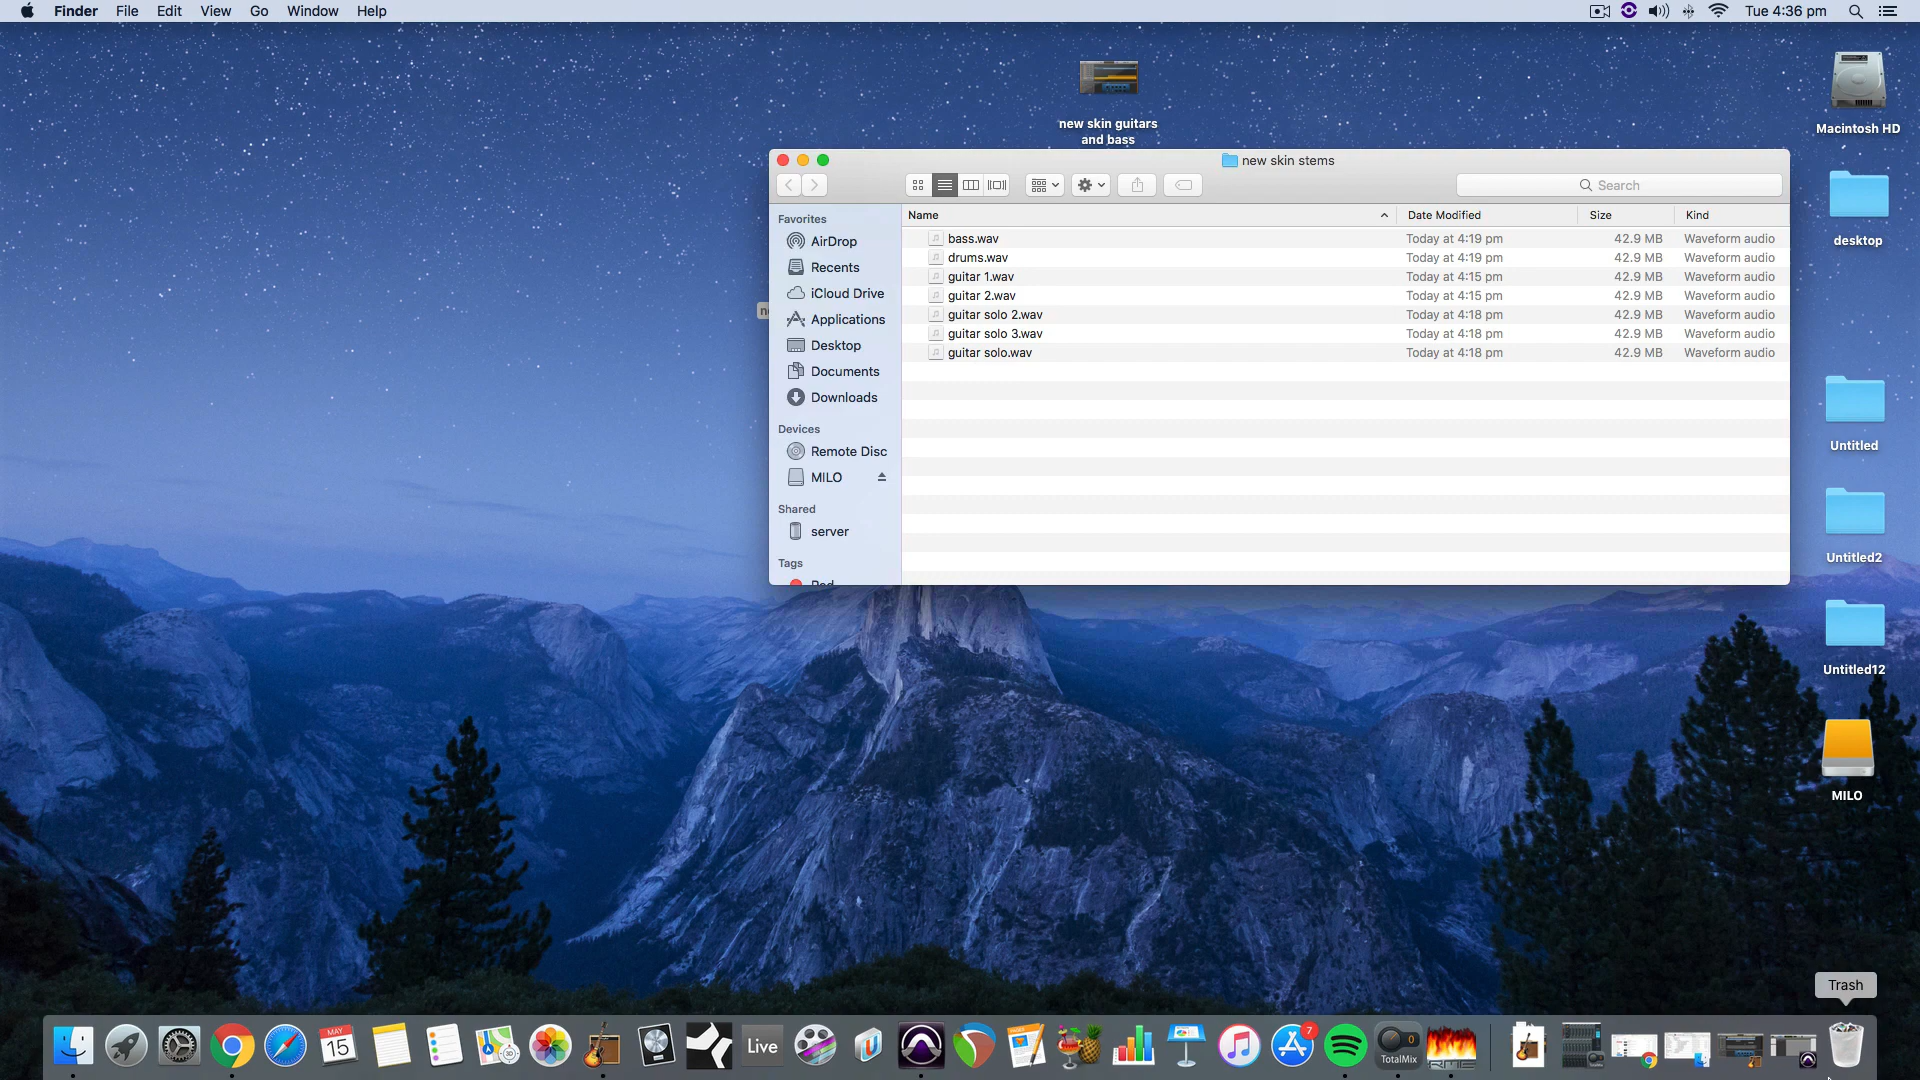 Finder File Edit View Go Window Help Tue 4:36 pm
new skin guitars
and bass
Macintosh HD
desktop
Untitled
Untitled2
Untitled12
MILO
new skin stems
Search
Name Date Modified Size Kind
bass.wav Today at 4:19 pm 42.9 MB Waveform audio
drums.wav Today at 4:19 pm 42.9 MB Waveform audio
guitar 1.wav Today at 4:15 pm 42.9 MB Waveform audio
guitar 2.wav Today at 4:15 pm 42.9 MB Waveform audio
guitar solo 2.wav Today at 4:18 pm 42.9 MB Waveform audio
guitar solo 3.wav Today at 4:18 pm 42.9 MB Waveform audio
guitar solo.wav Today at 4:18 pm 42.9 MB Waveform audio
Favorites
AirDrop
Recents
iCloud Drive
Applications
Desktop
Documents
Downloads
Devices
Remote Disc
MILO
Shared
server
Tags
Red
Trash
MAY
15
Live
7
0
TotalMix